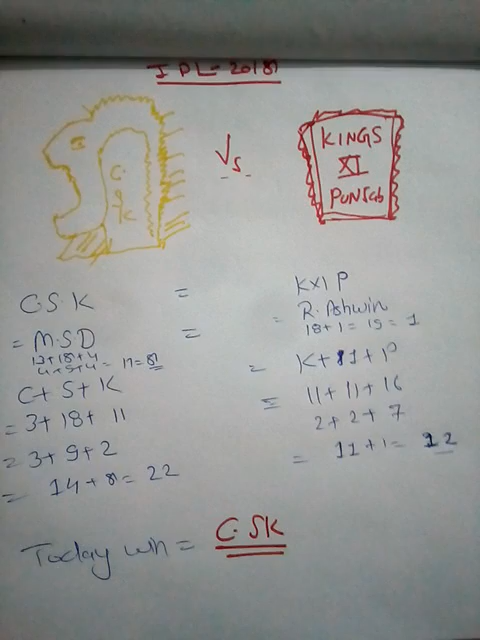 IPL-2018
C.
S
K
Vs
KINGS
XI
PUNJab
C.S.K =
= M.S.D =
13+18+4
4+9+4 = 17=8
C+S+K
= 3+18+11
= 3+9+2
= 14+8=22
KXIP
= R.Ashwin
18+1=19=1
= K+11+P
= 11+11+16
2+2+7
= 11+1= 12
Today win = C.SK